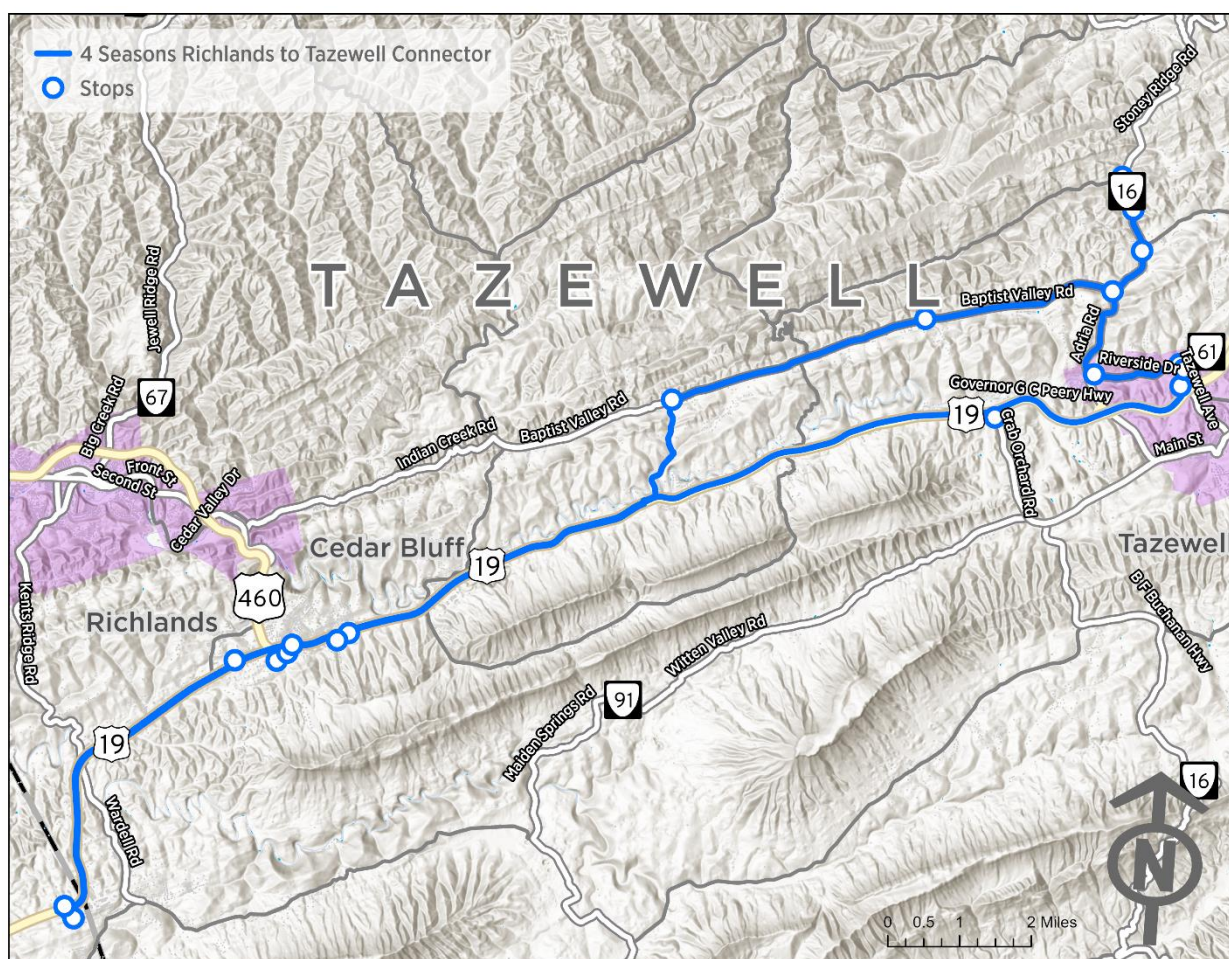 4 Seasons Richlands to Tazewell Connector
Stops
Stoney Ridge Rd
16
Jewell Ridge Rd
TAZEWELL
Baptist Valley Rd
Adria Rd
Riverside Dr
61
Tazewell Ave
67
Big Creek Rd
Governor G C Peery Hwy
19
Crab Orchard Rd
Main St
Baptist Valley Rd
Indian Creek Rd
Front St
Second St
Cedar Valley Dr
Cedar Bluff
19
Tazewel
460
Kents Ridge Rd
Richlands
B F Buchanan Hwy
Witten Valley Rd
91
Maiden Springs Rd
19
16
Wardell Rd
N
0 0.5 1 2 Miles